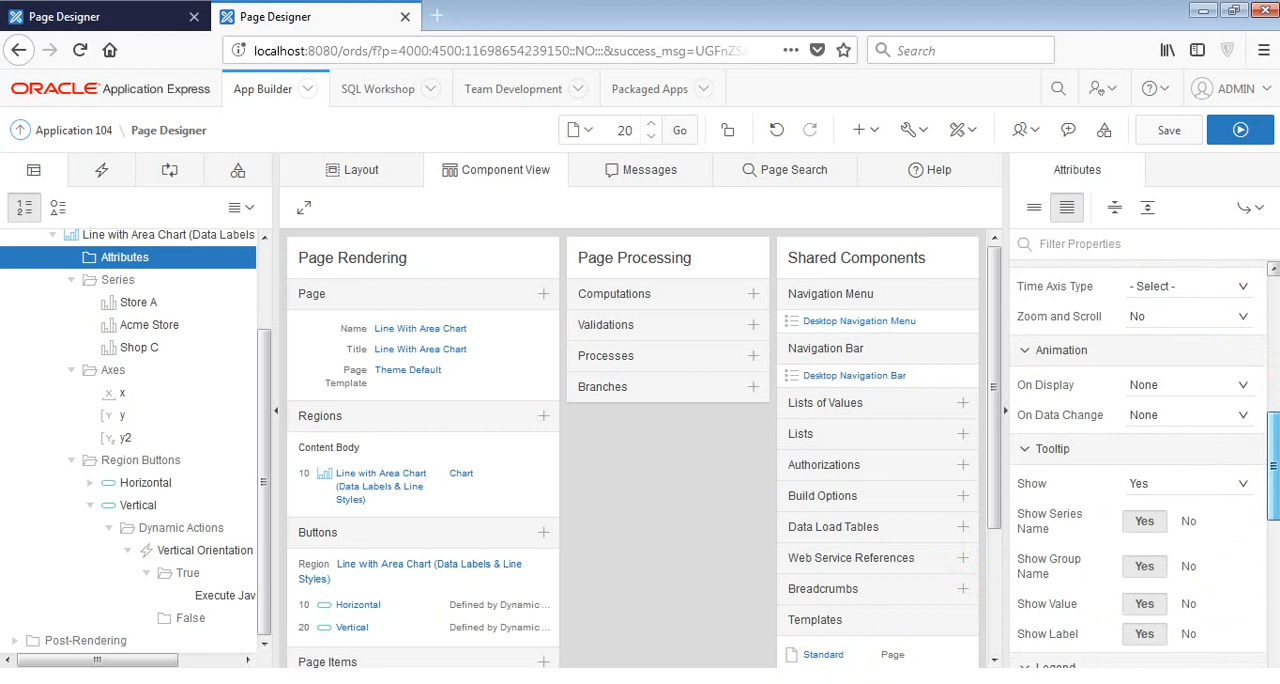 Page Designer
Page Designer
localhost:8080/ords/f?p=4000:4500:11698654239150::NO:::&success_msg=UGFnZSA
Search
ORACLE Application Express
App Builder
SQL Workshop
Team Development
Packaged Apps
ADMIN
Application 104 \ Page Designer
20
Go
Save
Layout
Component View
Messages
Page Search
Help
Attributes
Line with Area Chart (Data Labels
Attributes
Series
Store A
Acme Store
Shop C
Axes
x
y
y2
Region Buttons
Horizontal
Vertical
Dynamic Actions
Vertical Orientation
True
Execute Jav
False
Post-Rendering
Page Rendering
Page
Name Line With Area Chart
Title Line With Area Chart
Page Template Theme Default
Regions
Content Body
10 Line with Area Chart Chart
(Data Labels & Line
Styles)
Buttons
Region Line with Area Chart (Data Labels & Line
Styles)
10 Horizontal Defined by Dynamic ...
20 Vertical Defined by Dynamic ...
Page Items
Page Processing
Computations
Validations
Processes
Branches
Shared Components
Navigation Menu
Desktop Navigation Menu
Navigation Bar
Desktop Navigation Bar
Lists of Values
Lists
Authorizations
Build Options
Data Load Tables
Web Service References
Breadcrumbs
Templates
Standard Page
Filter Properties
Time Axis Type - Select -
Zoom and Scroll No
Animation
On Display None
On Data Change None
Tooltip
Show Yes
Show Series Name Yes No
Show Group Name Yes No
Show Value Yes No
Show Label Yes No
Legend